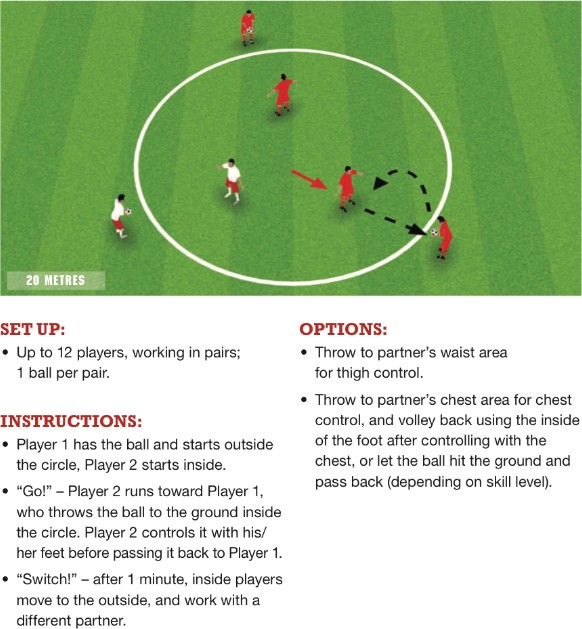 20 METRES
SET UP:
• Up to 12 players, working in pairs;
1 ball per pair.
INSTRUCTIONS:
• Player 1 has the ball and starts outside
the circle, Player 2 starts inside.
• “Go!” – Player 2 runs toward Player 1,
who throws the ball to the ground inside
the circle. Player 2 controls it with his/
her feet before passing it back to Player 1.
• “Switch!” – after 1 minute, inside players
move to the outside, and work with a
different partner.
OPTIONS:
• Throw to partner’s waist area
for thigh control.
• Throw to partner’s chest area for chest
control, and volley back using the inside
of the foot after controlling with the
chest, or let the ball hit the ground and
pass back (depending on skill level).